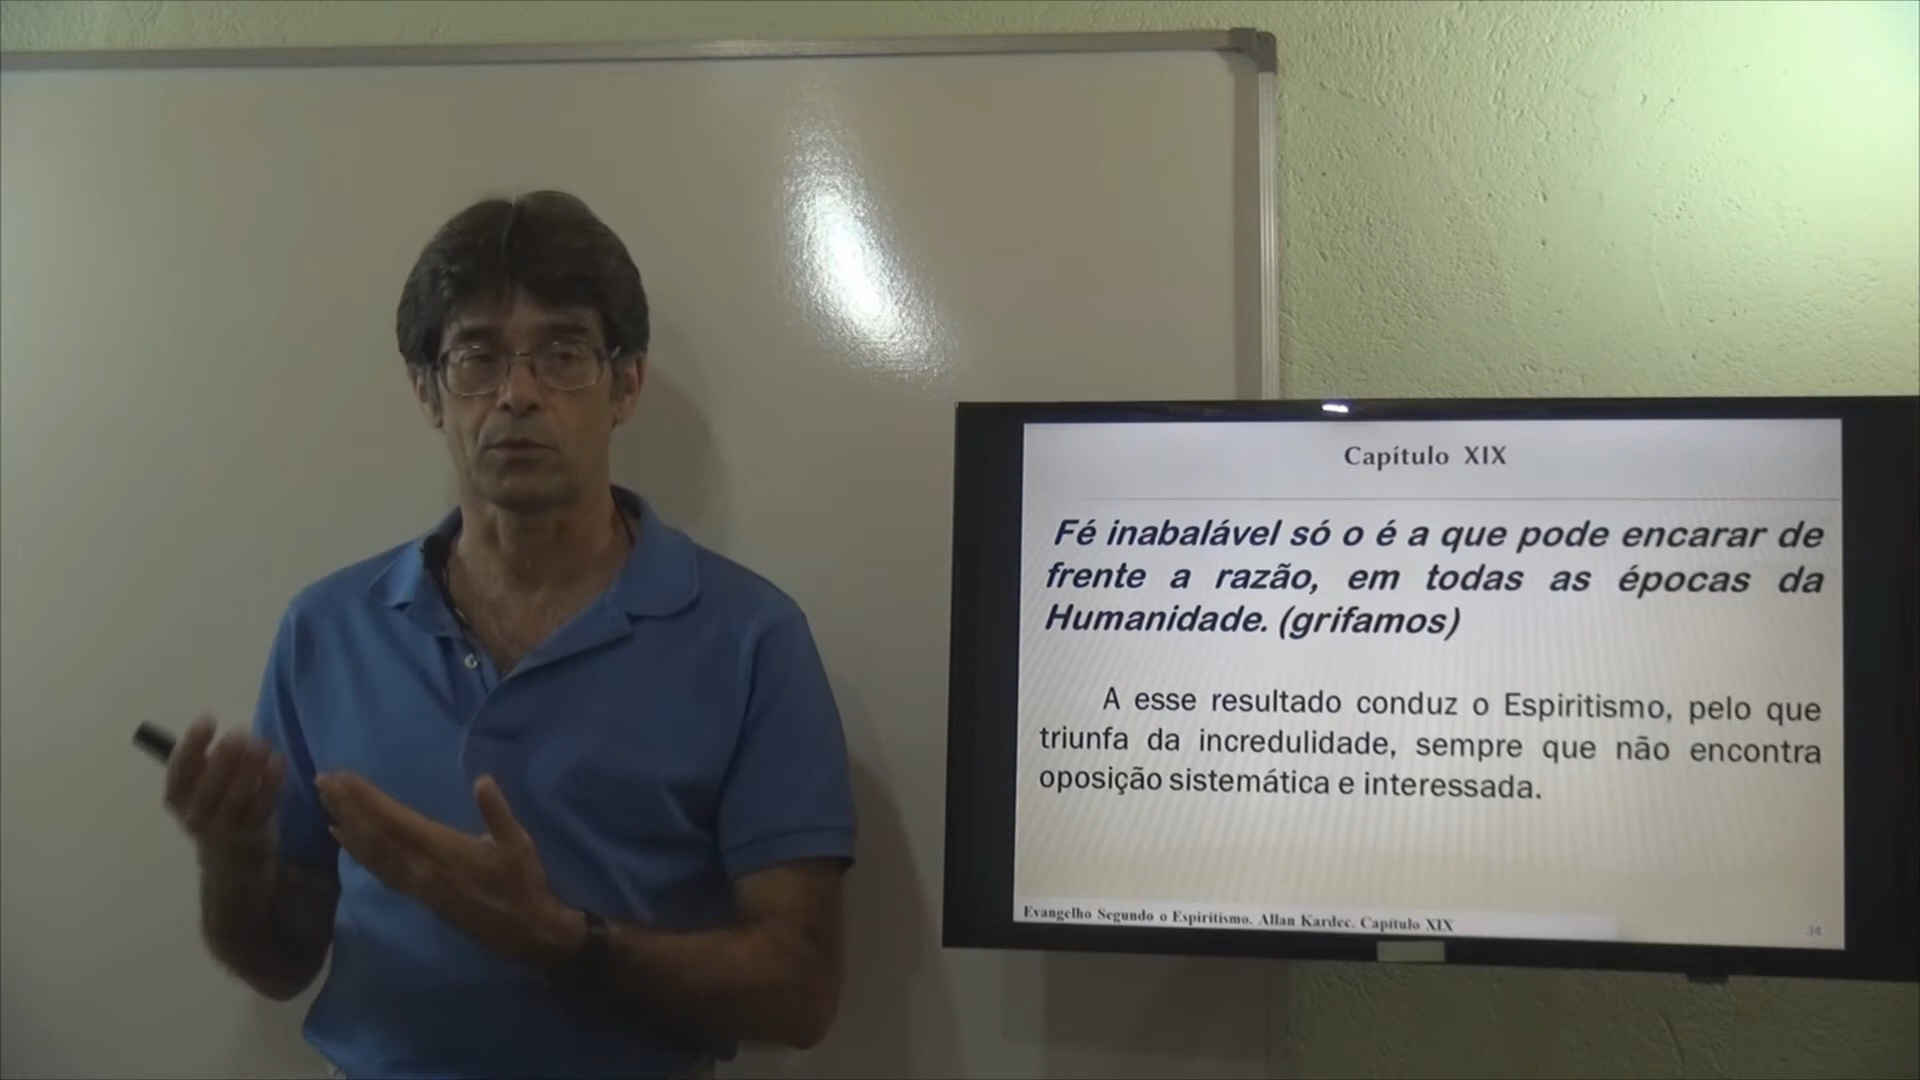 Capítulo XIX
Fé inabalável só o é a que pode encarar de
frente a razão, em todas as épocas da
Humanidade. (grifamos)
A esse resultado conduz o Espiritismo, pelo que
triunfa da incredulidade, sempre que não encontra
oposição sistemática e interessada.
Evangelho Segundo o Espiritismo. Allan Kardec. Capítulo XIX
34